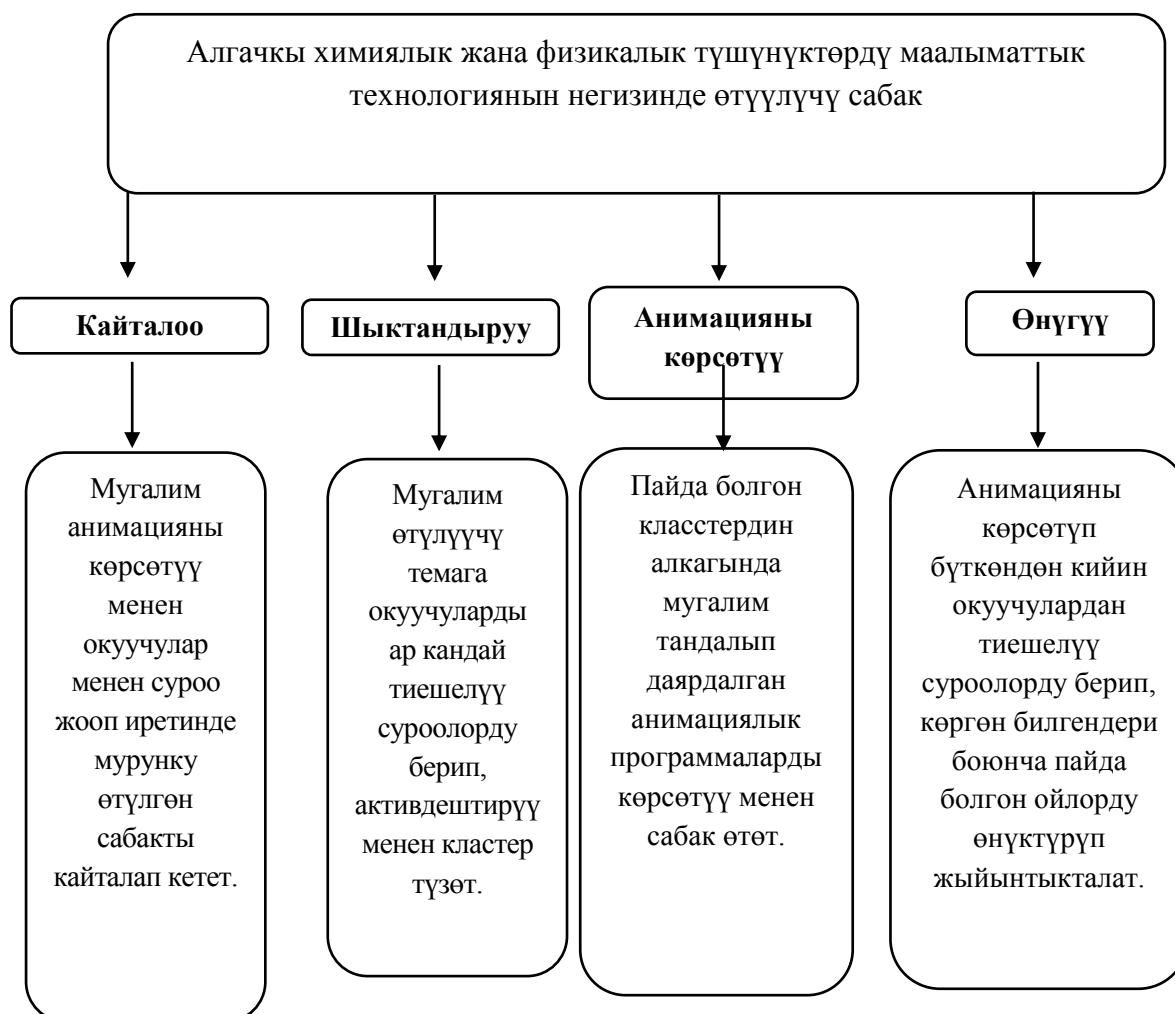 Алгачкы химиялык жана физикалык түшүнүктөрдү маалыматтык
технологиянын негизинде өтүүлүчү сабак
Кайталоо
Шыктандыруу
Анимацияны
көрсөтүү
Өнүгүү
Мугалим
анимацияны
көрсөтүү
менен
окуучулар
менен суроо
жооп иретинде
мурунку
өтүлгөн
сабакты
кайталап кетет.
Мугалим
өтүлүүчү
темага
окуучуларды
ар кандай
тиешелүү
суроолорду
берип,
активдештирүү
менен кластер
түзөт.
Пайда болгон
класстердин
алкагында
мугалим
тандалып
даярдалган
анимациялык
программаларды
көрсөтүү менен
сабак өтөт.
Анимацияны
көрсөтүп
бүткөндөн кийин
окуучулардан
тиешелүү
суроолорду берип,
көргөн билгендери
боюнча пайда
болгон ойлорду
өнүктүрүп
жыйынтыкталат.